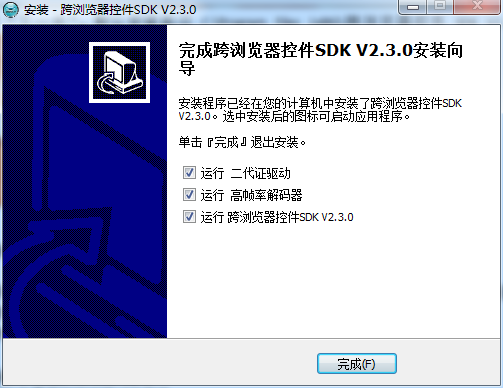 安装 - 跨浏览器控件SDK V2.3.0
完成跨浏览器控件SDK V2.3.0安装向
导
安装程序已经在您的计算机中安装了跨浏览器控件SDK
V2.3.0。选中安装后的图标可启动应用程序。
单击『完成』退出安装。
运行 二代证驱动
运行 高帧率解码器
运行 跨浏览器控件SDK V2.3.0
完成(F)